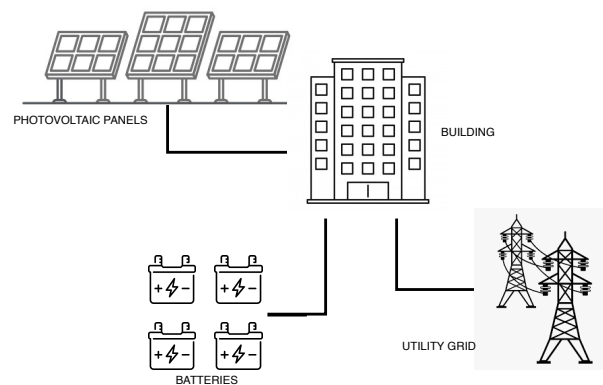 PHOTOVOLTAIC PANELS
BUILDING
UTILITY GRID
BATTERIES